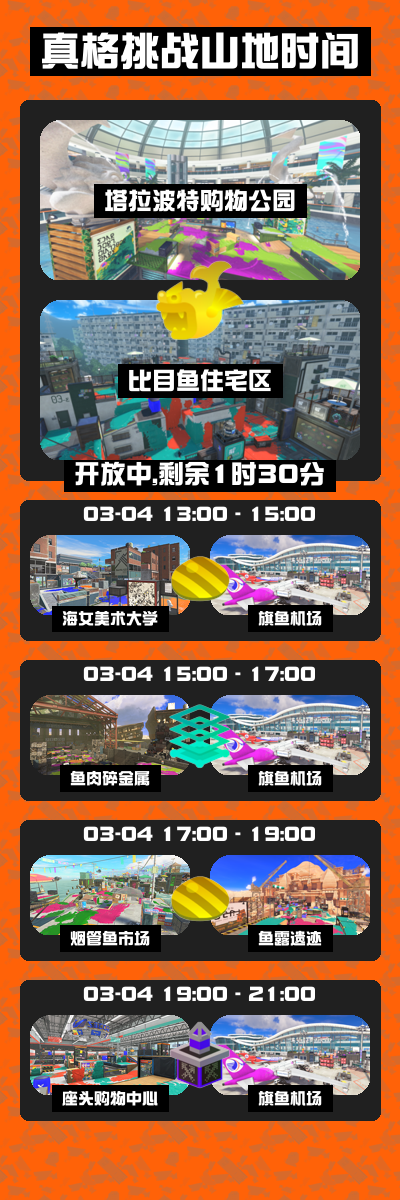 真格挑战山地时间
塔拉波特购物公园
比目鱼住宅区
开放中,剩余1时30分
03-04 13:00 - 15:00
海女美术大学
旗鱼机场
03-04 15:00 - 17:00
鱼肉碎金属
旗鱼机场
03-04 17:00 - 19:00
烟管鱼市场
鱼露遗迹
03-04 19:00 - 21:00
座头购物中心
旗鱼机场